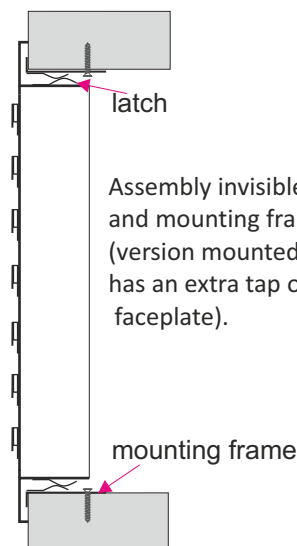 latch
Assembly invisible
and mounting fra
(version mounted
has an extra tap o
faceplate).
mounting frame